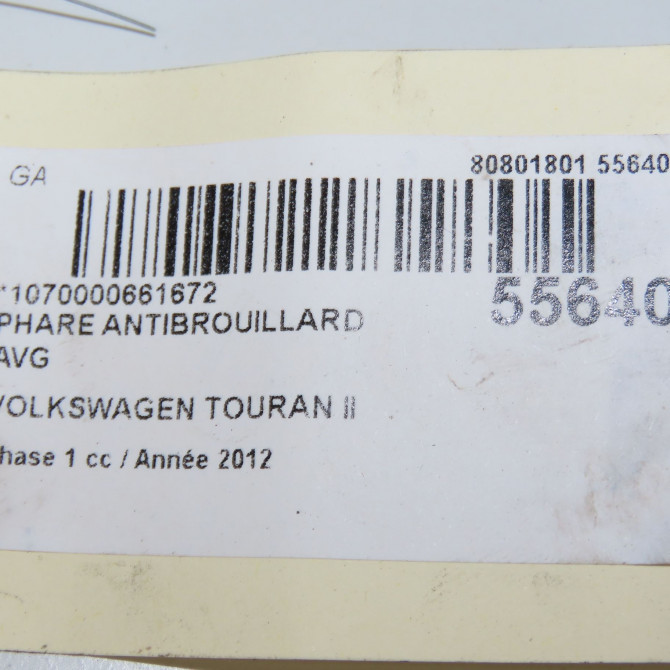 GA
80801801 55640
*1070000661672
55640
PHARE ANTIBROUILLARD
AVG
VOLKSWAGEN TOURAN II
hase 1 cc / Année 2012